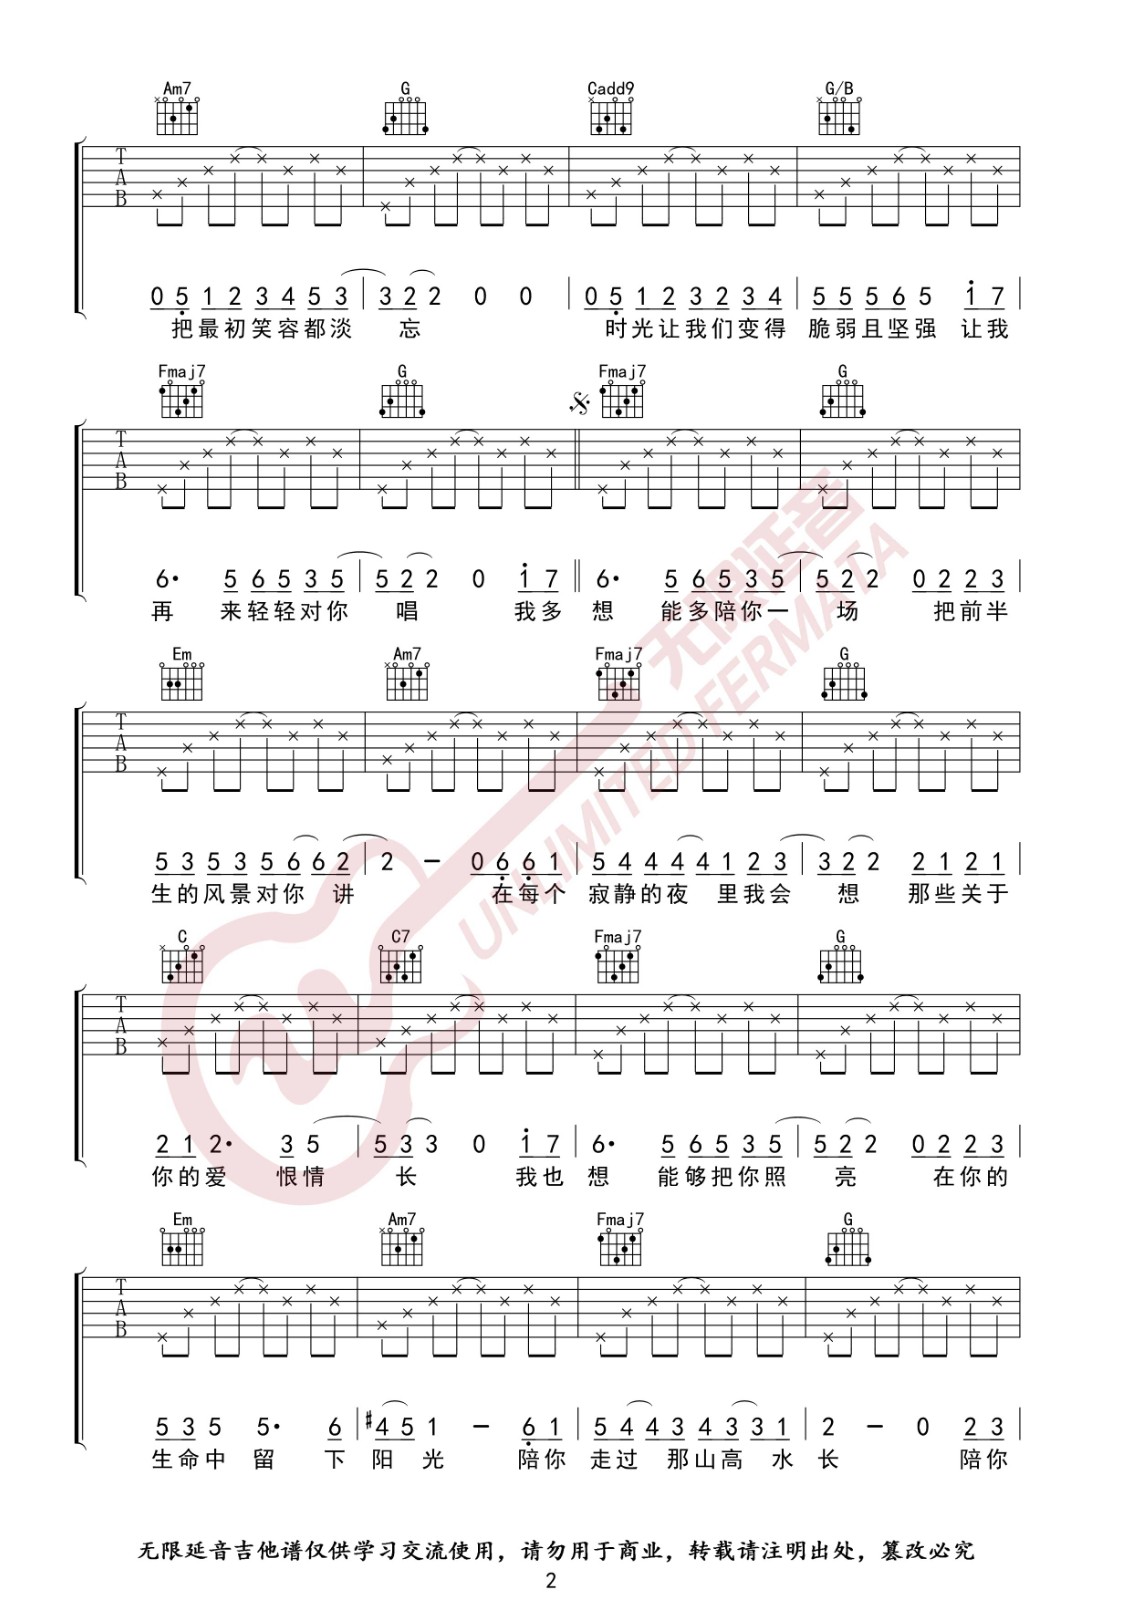 Am7 G Cadd9 G/B
T A B
0 5 1 2 3 4 5 3 | 3 2 2 0 0 | 0 5 1 2 3 2 3 4 | 5 5 5 6 5 1 7 |
把最初笑容都淡 忘 时光让我们变得 脆弱且坚强 让我
Fmaj7 G Fmaj7 G
T A B
6· 5 6 5 3 5 | 5 2 2 0 1 7 || 6· 5 6 5 3 5 | 5 2 2 0 2 2 3 |
再 来轻轻对你 唱 我多 想 能多陪你一 场 把前半
Em Am7 Fmaj7 G
T A B
5 3 5 3 5 6 6 2 | 2 – 0 6 6 1 | 5 4 4 4 4 1 2 3 | 3 2 2 2 1 2 1 |
生的风景对你 讲 在每个 寂静的夜 里我会 想 那些关于
C C7 Fmaj7 G
T A B
2 1 2· 3 5 | 5 3 3 0 1 7 | 6· 5 6 5 3 5 | 5 2 2 0 2 2 3 |
你的爱 恨情 长 我也 想 能够把你照 亮 在你的
Em Am7 Fmaj7 G
T A B
5 3 5 5· 6 | #4 5 1 – 6 1 | 5 4 4 3 4 3 3 1 | 2 – 0 2 3 |
生命中 留 下 阳 光 陪你 走过 那山高 水 长 陪你
无限延音
UNLIMITED FERMATA
无限延音吉他谱仅供学习交流使用，请勿用于商业，转载请注明出处，篡改必究
2